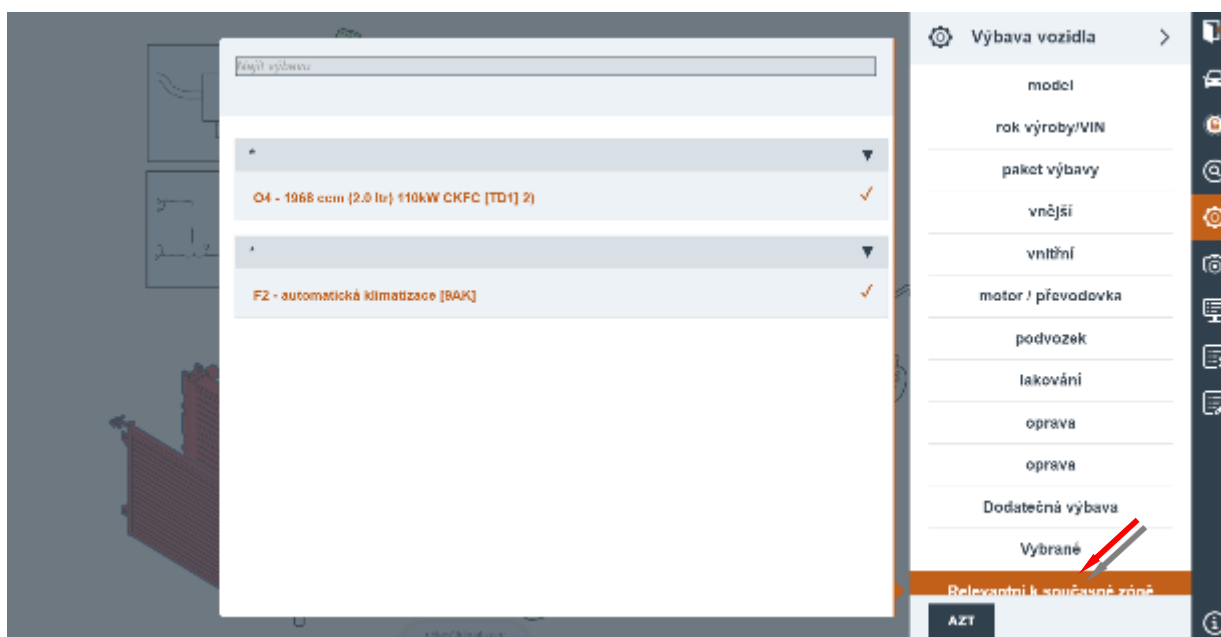 Najít výbavu
*
O4 - 1968 ccm (2.0 ltr) 110kW CKFC [TD1] 2)
*
F2 - automatická klimatizace [9AK]
Výbava vozidla
model
rok výroby/VIN
paket výbavy
vnější
vnitřní
motor / převodovka
podvozek
lakování
oprava
oprava
Dodatečná výbava
Vybrané
Relevantní k současné zóně
AZT